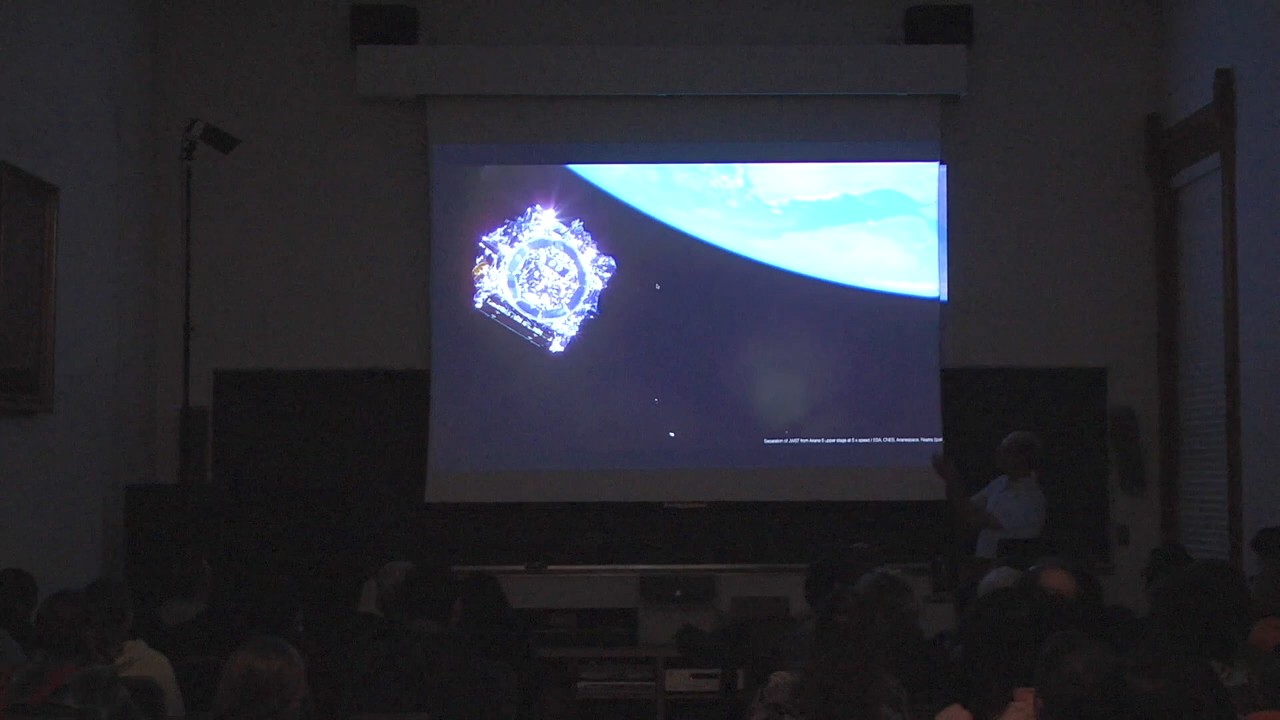 Separation of JWST from Ariane 5 upper stage at 5 x speed / ESA, CNES, Arianespace,